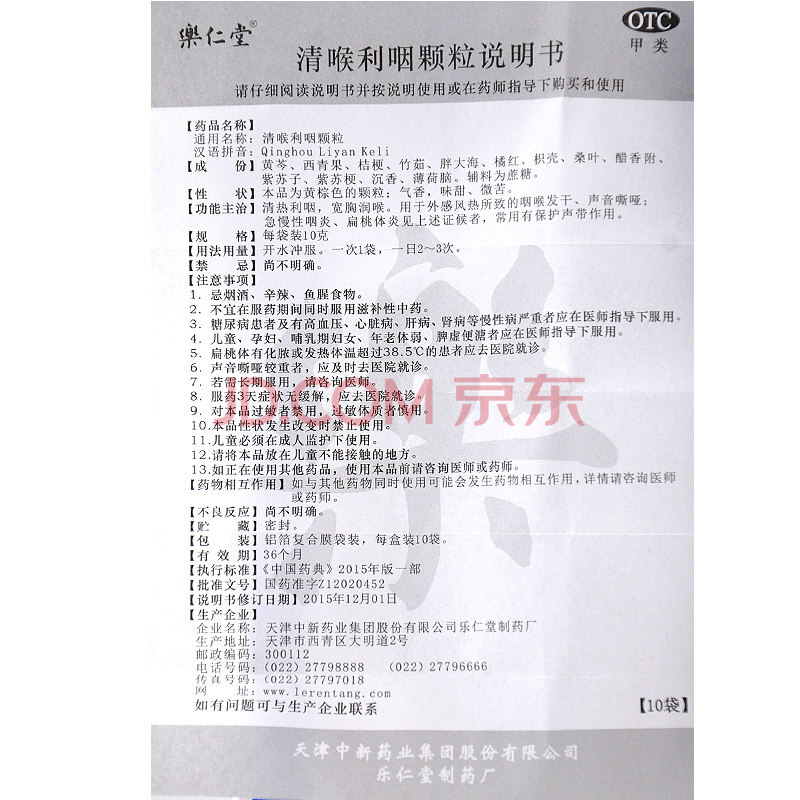 樂仁堂®
OTC
甲类
清喉利咽颗粒说明书
请仔细阅读说明书并按说明使用或在药师指导下购买和使用
【药品名称】
通用名称：清喉利咽颗粒
汉语拼音：Qinghou Liyan Keli
【成　　份】黄芩、西青果、桔梗、竹茹、胖大海、橘红、枳壳、桑叶、醋香附、
紫苏子、紫苏梗、沉香、薄荷脑。辅料为蔗糖。
【性　　状】本品为黄棕色的颗粒；气香，味甜、微苦。
【功能主治】清热利咽，宽胸润喉。用于外感风热所致的咽喉发干、声音嘶哑；
急慢性咽炎、扁桃体炎见上述证候者，常用有保护声带作用。
【规　　格】每袋装10克
【用法用量】开水冲服。一次1袋，一日2～3次。
【禁　　忌】尚不明确。
【注意事项】
1．忌烟酒、辛辣、鱼腥食物。
2．不宜在服药期间同时服用滋补性中药。
3．糖尿病患者及有高血压、心脏病、肝病、肾病等慢性病严重者应在医师指导下服用。
4．儿童、孕妇、哺乳期妇女、年老体弱、脾虚便溏者应在医师指导下服用。
5．扁桃体有化脓或发热体温超过38.5℃的患者应去医院就诊。
6．声音嘶哑较重者，应及时去医院就诊。
7．若需长期服用，请咨询医师。
8．服药3天症状无缓解，应去医院就诊。
9．对本品过敏者禁用，过敏体质者慎用。
10.本品性状发生改变时禁止使用。
11.儿童必须在成人监护下使用。
12.请将本品放在儿童不能接触的地方。
13.如正在使用其他药品，使用本品前请咨询医师或药师。
【药物相互作用】如与其他药物同时使用可能会发生药物相互作用，详情请咨询医师
或药师。
【不良反应】尚不明确。
【贮　　藏】密封。
【包　　装】铝箔复合膜袋装，每盒装10袋。
【有 效 期】36个月
【执行标准】《中国药典》2015年版一部
【批准文号】国药准字Z12020452
【说明书修订日期】2015年12月01日
【生产企业】
企业名称：天津中新药业集团股份有限公司乐仁堂制药厂
生产地址：天津市西青区大明道2号
邮政编码：300112
电话号码：(022) 27798888　(022) 27796666
传真号码：(022) 27797018
网　　址：www.lerentang.com
如有问题可与生产企业联系
【10袋】
天津中新药业集团股份有限公司
乐仁堂制药厂
JD.COM 京东
樂